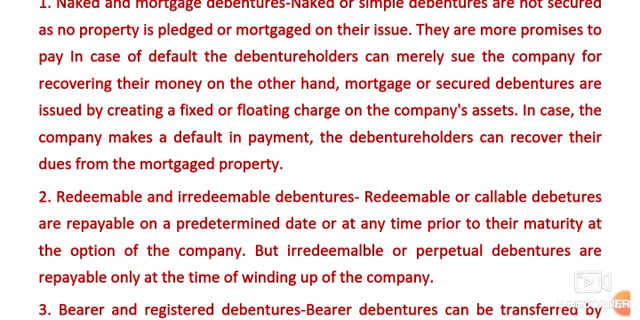 1. Naked and mortgage debentures-Naked or simple debentures are not secured
as no property is pledged or mortgaged on their issue. They are more promises to
pay In case of default the debentureholders can merely sue the company for
recovering their money on the other hand, mortgage or secured debentures are
issued by creating a fixed or floating charge on the company's assets. In case, the
company makes a default in payment, the debentureholders can recover their
dues from the mortgaged property.
2. Redeemable and irredeemable debentures- Redeemable or callable debetures
are repayable on a predetermined date or at any time prior to their maturity at
the option of the company. But irredeemalble or perpetual debentures are
repayable only at the time of winding up of the company.
3. Bearer and registered debentures-Bearer debentures can be transferred by
RECORDER